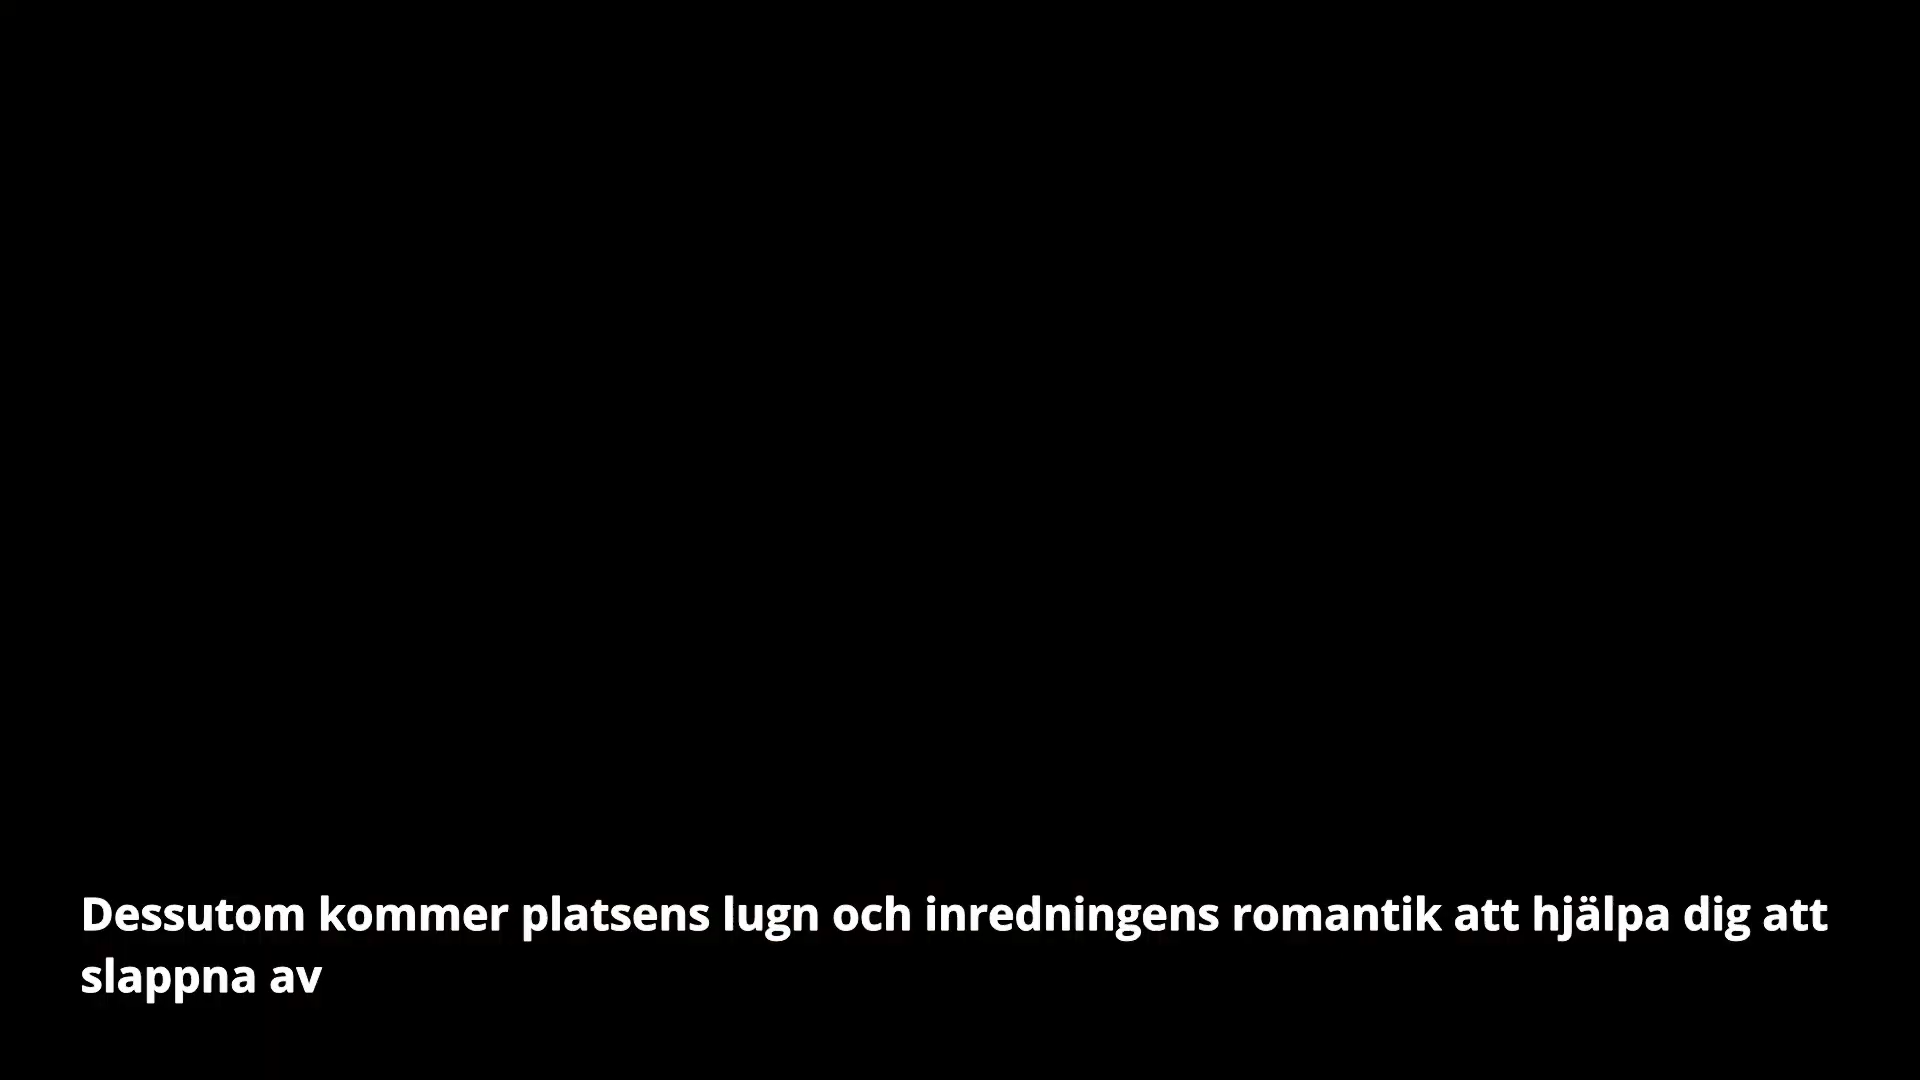 Dessutom kommer platsens lugn och inredningens romantik att hjälpa dig att
slappna av